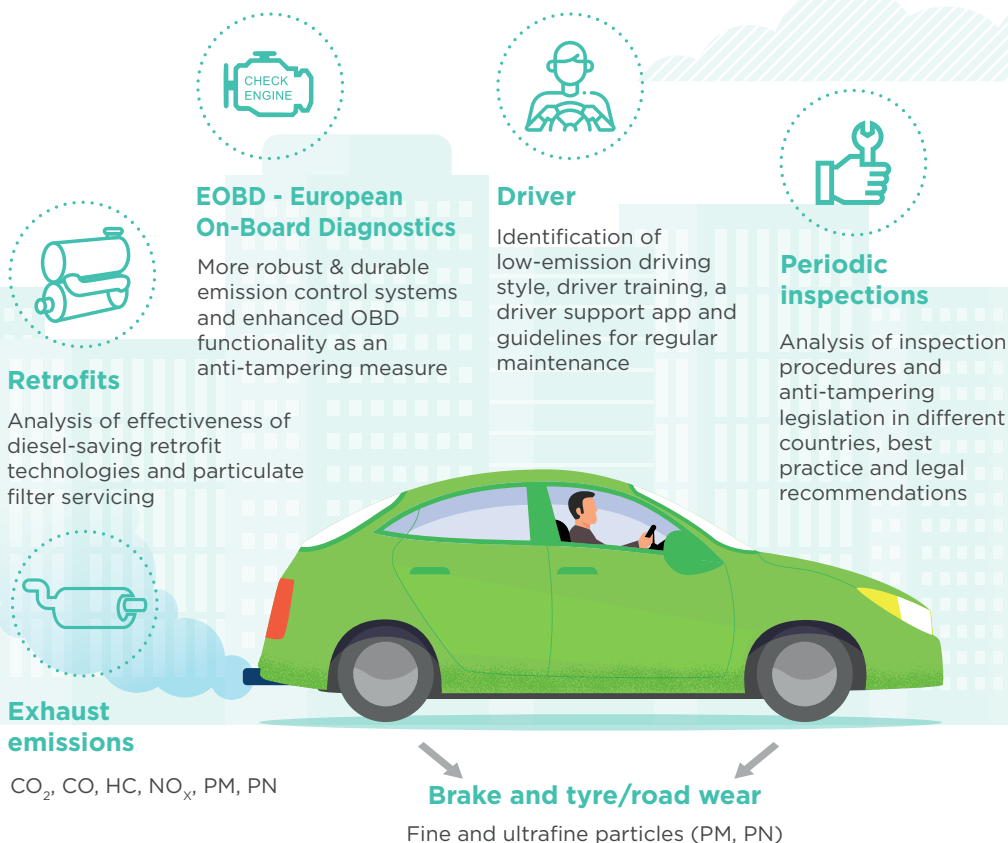 CHECK
ENGINE
EOBD - European
On-Board Diagnostics
More robust & durable
emission control systems
and enhanced OBD
functionality as an
anti-tampering measure
Driver
Identification of
low-emission driving
style, driver training, a
driver support app and
guidelines for regular
maintenance
Periodic
inspections
Analysis of inspection
procedures and
anti-tampering
legislation in different
countries, best
practice and legal
recommendations
Retrofits
Analysis of effectiveness of
diesel-saving retrofit
technologies and particulate
filter servicing
Exhaust
emissions
CO₂, CO, HC, NOₓ, PM, PN
Brake and tyre/road wear
Fine and ultrafine particles (PM, PN)